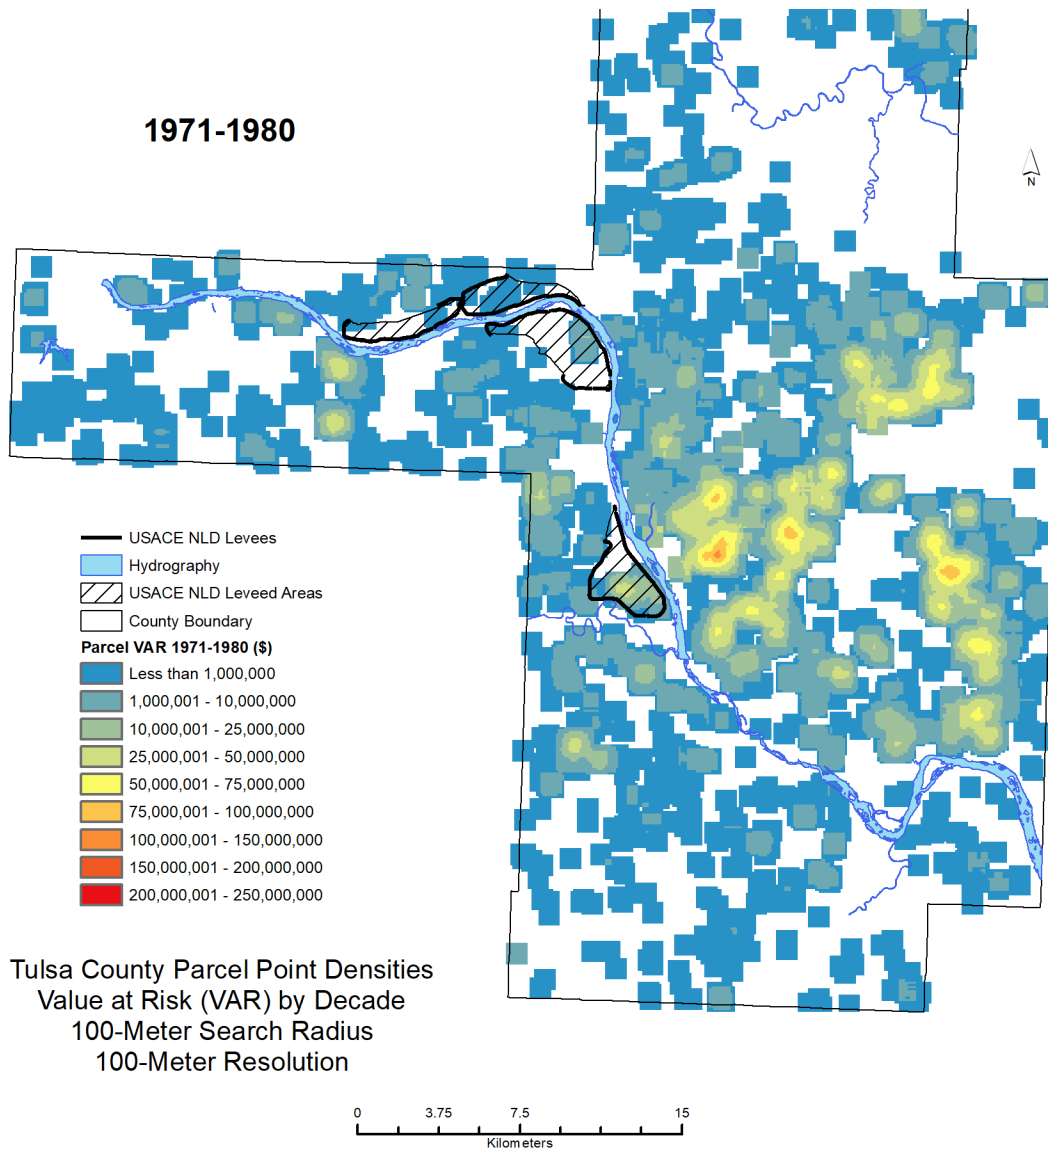 1971-1980
N
USACE NLD Levees
Hydrography
USACE NLD Leveed Areas
County Boundary
Parcel VAR 1971-1980 ($)
Less than 1,000,000
1,000,001 - 10,000,000
10,000,001 - 25,000,000
25,000,001 - 50,000,000
50,000,001 - 75,000,000
75,000,001 - 100,000,000
100,000,001 - 150,000,000
150,000,001 - 200,000,000
200,000,001 - 250,000,000
Tulsa County Parcel Point Densities
Value at Risk (VAR) by Decade
100-Meter Search Radius
100-Meter Resolution
0 3.75 7.5 15
Kilometers